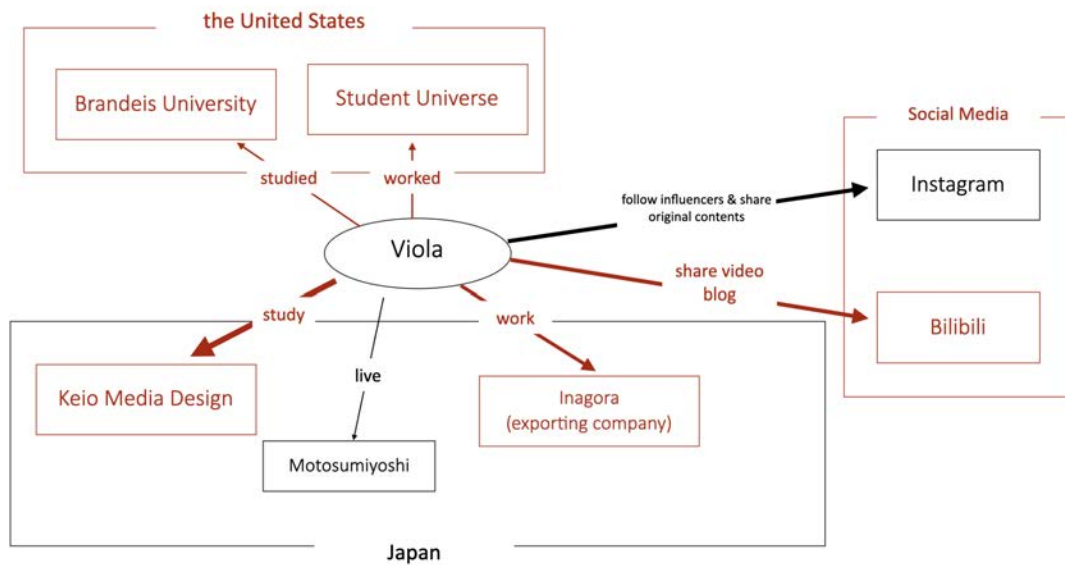 the United States
Brandeis University
Student Universe
studied
worked
Social Media
Instagram
follow influencers & share
original contents
Viola
share video
blog
Bilibili
study
work
live
Keio Media Design
Inagora
(exporting company)
Motosumiyoshi
Japan